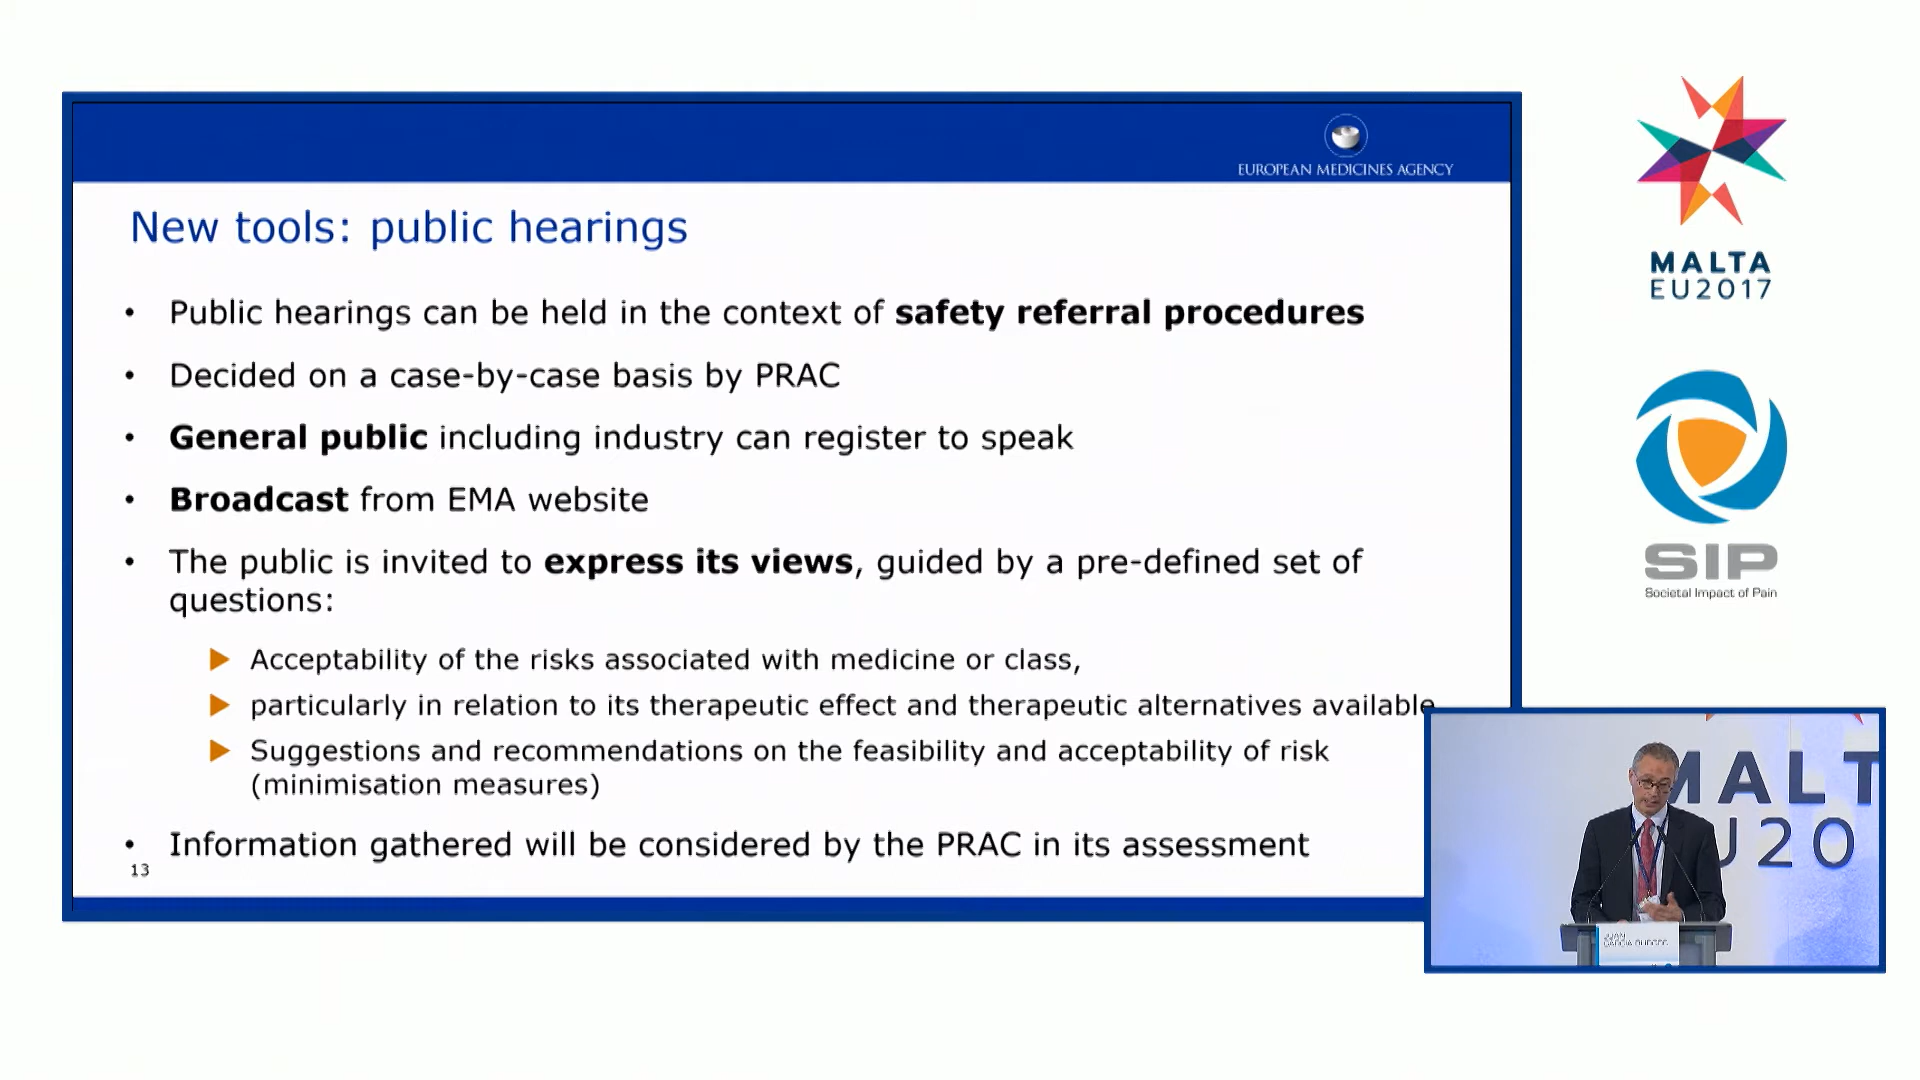 EUROPEAN MEDICINES AGENCY
New tools: public hearings
• Public hearings can be held in the context of safety referral procedures
• Decided on a case-by-case basis by PRAC
• General public including industry can register to speak
• Broadcast from EMA website
• The public is invited to express its views, guided by a pre-defined set of
questions:
Acceptability of the risks associated with medicine or class,
particularly in relation to its therapeutic effect and therapeutic alternatives available
Suggestions and recommendations on the feasibility and acceptability of risk
(minimisation measures)
• Information gathered will be considered by the PRAC in its assessment
13
MALTA
EU2017
SIP
Societal Impact of Pain
MALT
U20
JUAN
GARCIA